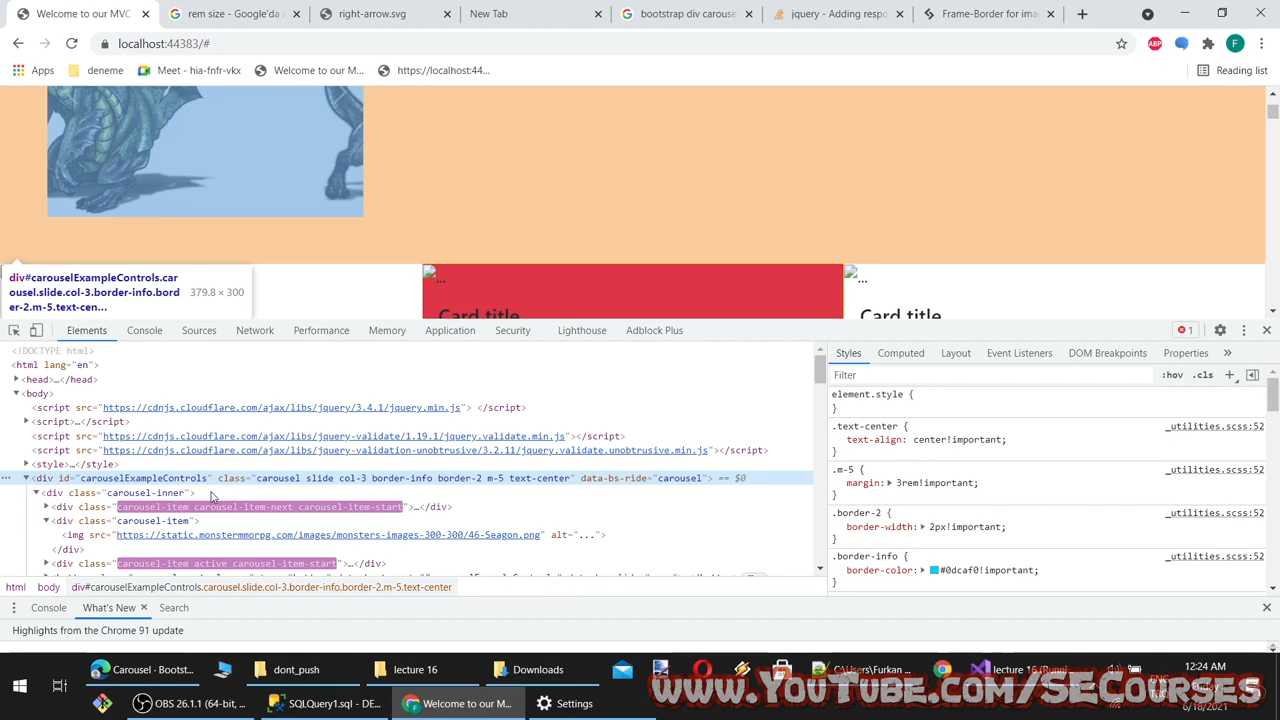 Welcome to our MVC
rem size - Google'da A
right-arrow.svg
New Tab
bootstrap div carouse
jquery - Adding respo
Frame-Border for ima
localhost:44383/#
ABP
F
Apps
deneme
Meet - hia-fnfr-vkx
Welcome to our M...
https://localhost:44...
Reading list
div#carouselExampleControls.car
ousel.slide.col-3.border-info.bord
er-2.m-5.text-cen...
379.8 × 300
...
Card title
...
Card title
Elements
Console
Sources
Network
Performance
Memory
Application
Security
Lighthouse
Adblock Plus
1
<!DOCTYPE html>
<html lang="en">
<head>…</head>
<body>
<script src="https://cdnjs.cloudflare.com/ajax/libs/jquery/3.4.1/jquery.min.js"> </script>
<script>…</script>
<script src="https://cdnjs.cloudflare.com/ajax/libs/jquery-validate/1.19.1/jquery.validate.min.js"></script>
<script src="https://cdnjs.cloudflare.com/ajax/libs/jquery-validation-unobtrusive/3.2.11/jquery.validate.unobtrusive.min.js"></script>
<style>…</style>
<div id="carouselExampleControls" class="carousel slide col-3 border-info border-2 m-5 text-center" data-bs-ride="carousel"> == $0
<div class="carousel-inner">
<div class="carousel-item carousel-item-next carousel-item-start">…</div>
<div class="carousel-item">
<img src="https://static.monstermmorpg.com/images/monsters-images-300-300/46-Seagon.png" alt="...">
</div>
<div class="carousel-item active carousel-item-start">…</div>
html
body
div#carouselExampleControls.carousel.slide.col-3.border-info.border-2.m-5.text-center
Styles
Computed
Layout
Event Listeners
DOM Breakpoints
Properties
Filter
:hov .cls
element.style {
}
.text-center {
_utilities.scss:52
text-align: center!important;
}
.m-5 {
_utilities.scss:52
margin: 3rem!important;
}
.border-2 {
_utilities.scss:52
border-width: 2px!important;
}
.border-info {
_utilities.scss:52
border-color: #0dcaf0!important;
Console
What's New
Search
Highlights from the Chrome 91 update
Carousel - Bootst...
dont_push
lecture 16
Downloads
C:\Users\Furkan
lecture 16 (Runni
12:24 AM
ENG
Friday
6/18/2021
OBS 26.1.1 (64-bit, ...
SQLQuery1.sql - DE...
Welcome to our M...
Settings
www.YouTube.com/SECourses